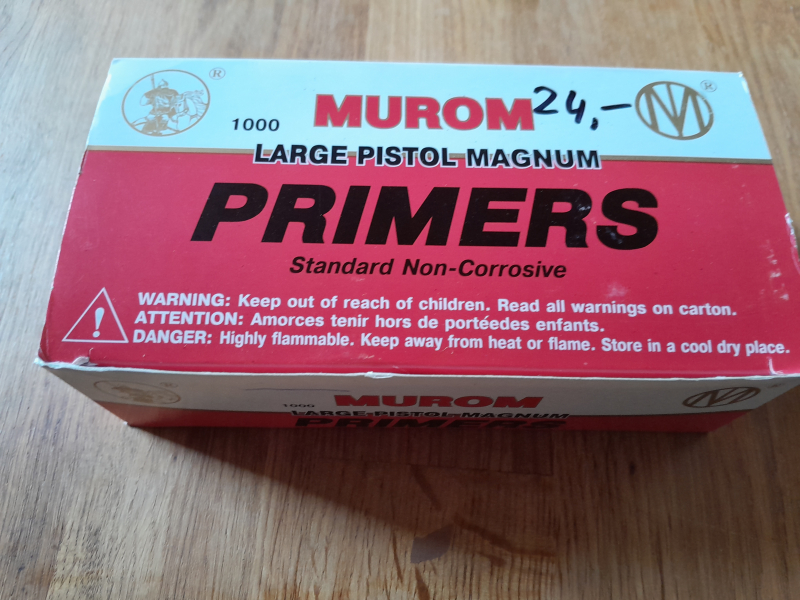 ®
1000 MUROM 24,- ®
LARGE PISTOL MAGNUM
PRIMERS
Standard Non-Corrosive
WARNING: Keep out of reach of children. Read all warnings on carton.
ATTENTION: Amorces tenir hors de portéedes enfants.
! DANGER: Highly flammable. Keep away from heat or flame. Store in a cool dry place.
1000 MUROM
LARGE PISTOL MAGNUM
PRIMERS